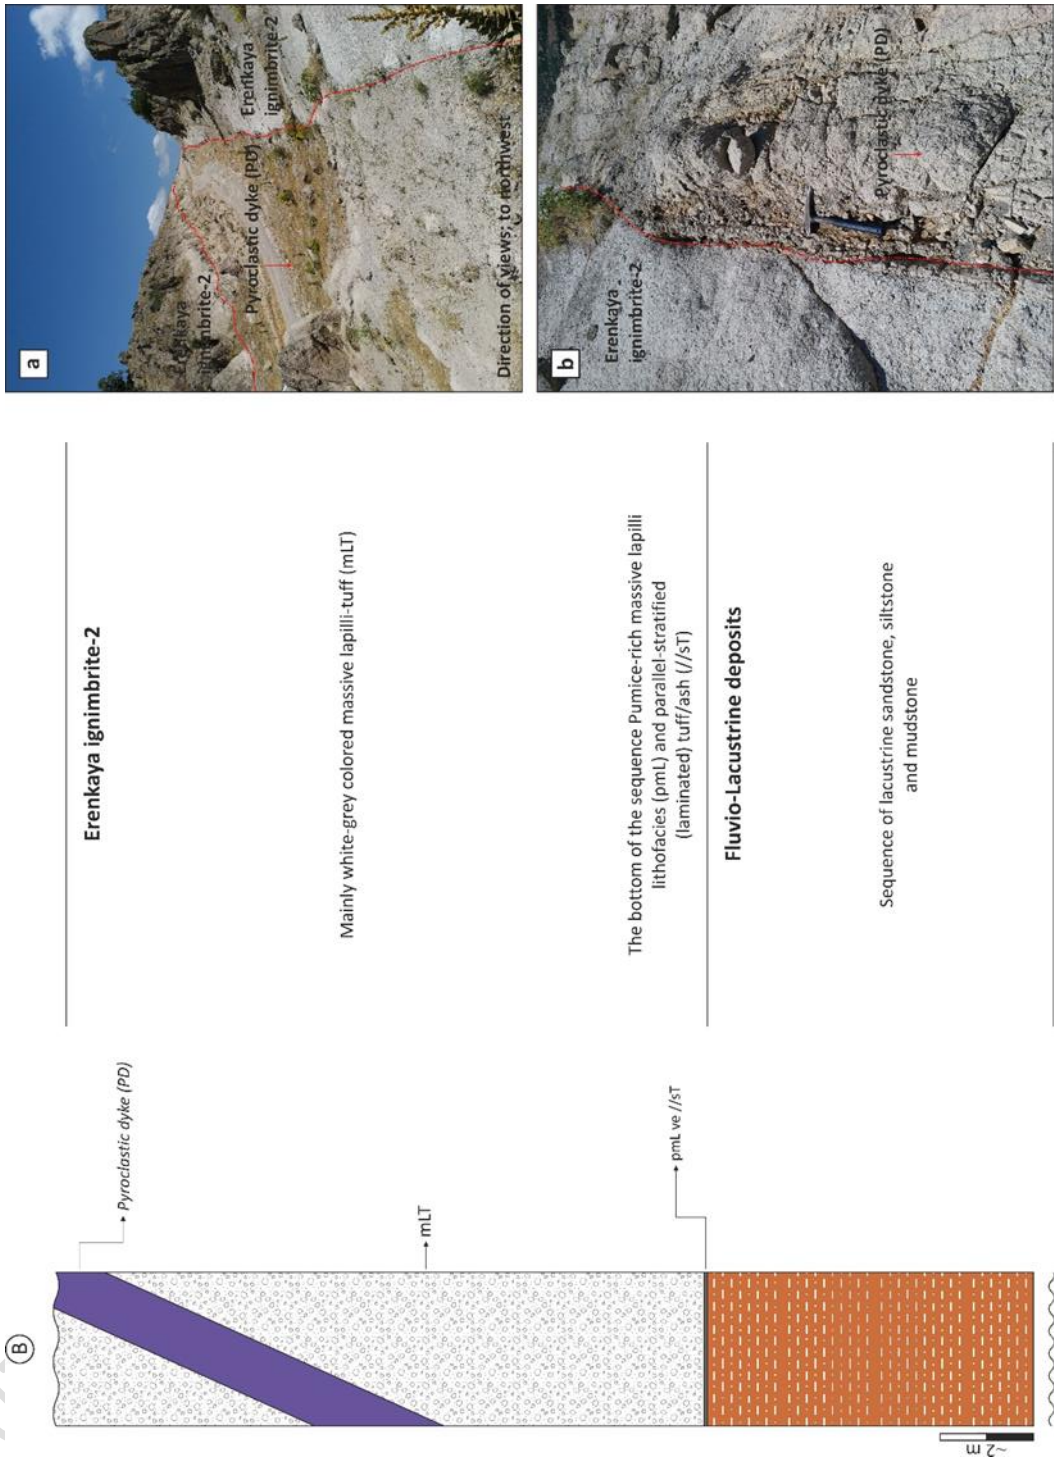 B
Pyroclastic dyke (PD)
mLT
pmL ve //sT
~2 m
Erenkaya ignimbrite-2
Mainly white-grey colored massive lapilli-tuff (mLT)
The bottom of the sequence Pumice-rich massive lapilli
lithofacies (pmL) and parallel-stratified
(laminated) tuff/ash (//sT)
Fluvio-Lacustrine deposits
Sequence of lacustrine sandstone, siltstone
and mudstone
a
Erenkaya
ignimbrite-2
Pyroclastic dyke (PD)
Erenkaya
ignimbrite-2
Direction of views; to northwest
b
Erenkaya
ignimbrite-2
Pyroclastic dyke (PD)